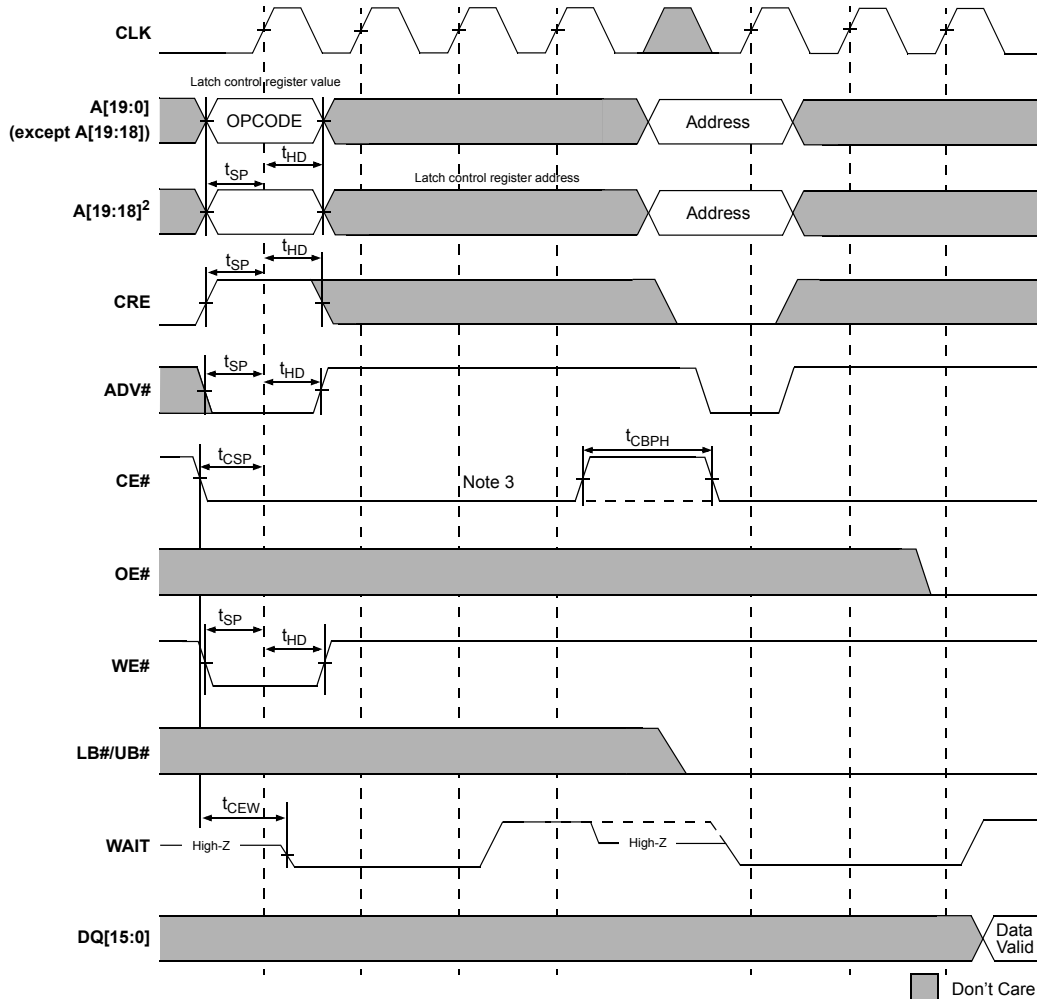 CLK
Latch control register value
A[19:0]
(except A[19:18])
OPCODE
Address
tSP
tHD
Latch control register address
A[19:18]2
Address
tSP
tHD
CRE
tSP
tHD
ADV#
tCSP
tCBPH
CE#
Note 3
OE#
tSP
tHD
WE#
LB#/UB#
tCEW
WAIT
High-Z
High-Z
DQ[15:0]
Data
Valid
Don't Care